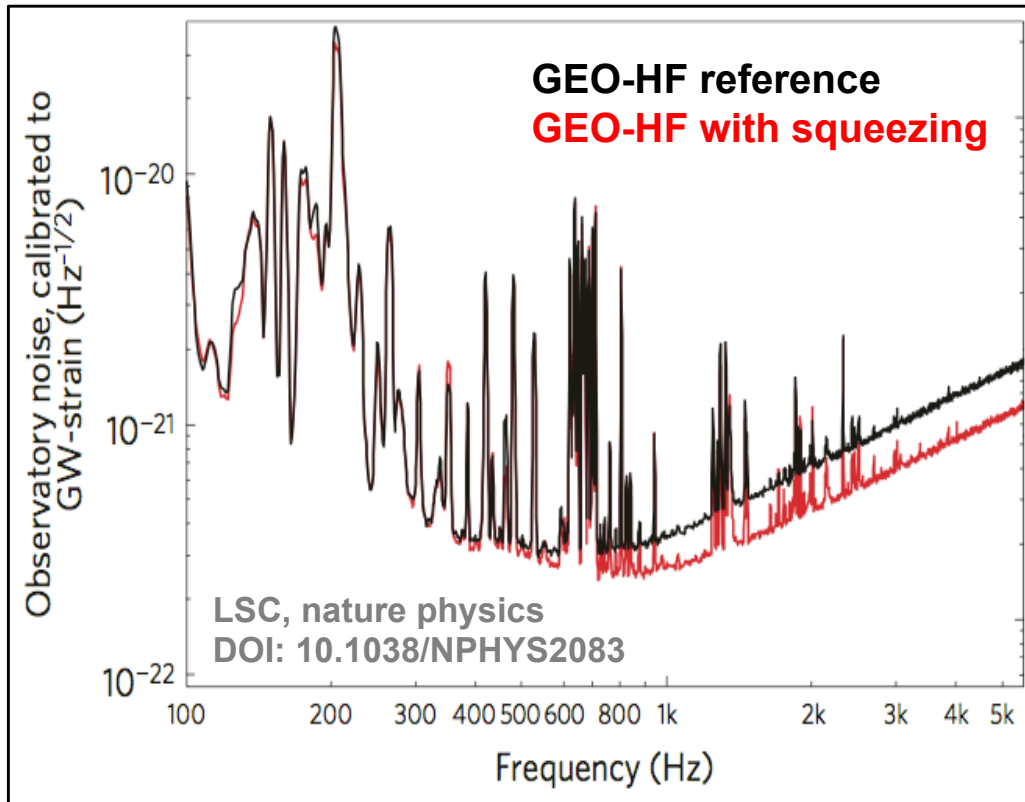 GEO-HF reference
GEO-HF with squeezing
Observatory noise, calibrated to
GW-strain (Hz⁻¹/²)
10⁻²⁰
10⁻²¹
10⁻²²
LSC, nature physics
DOI: 10.1038/NPHYS2083
100 200 300 400 500 600 800 1k 2k 3k 4k 5k
Frequency (Hz)